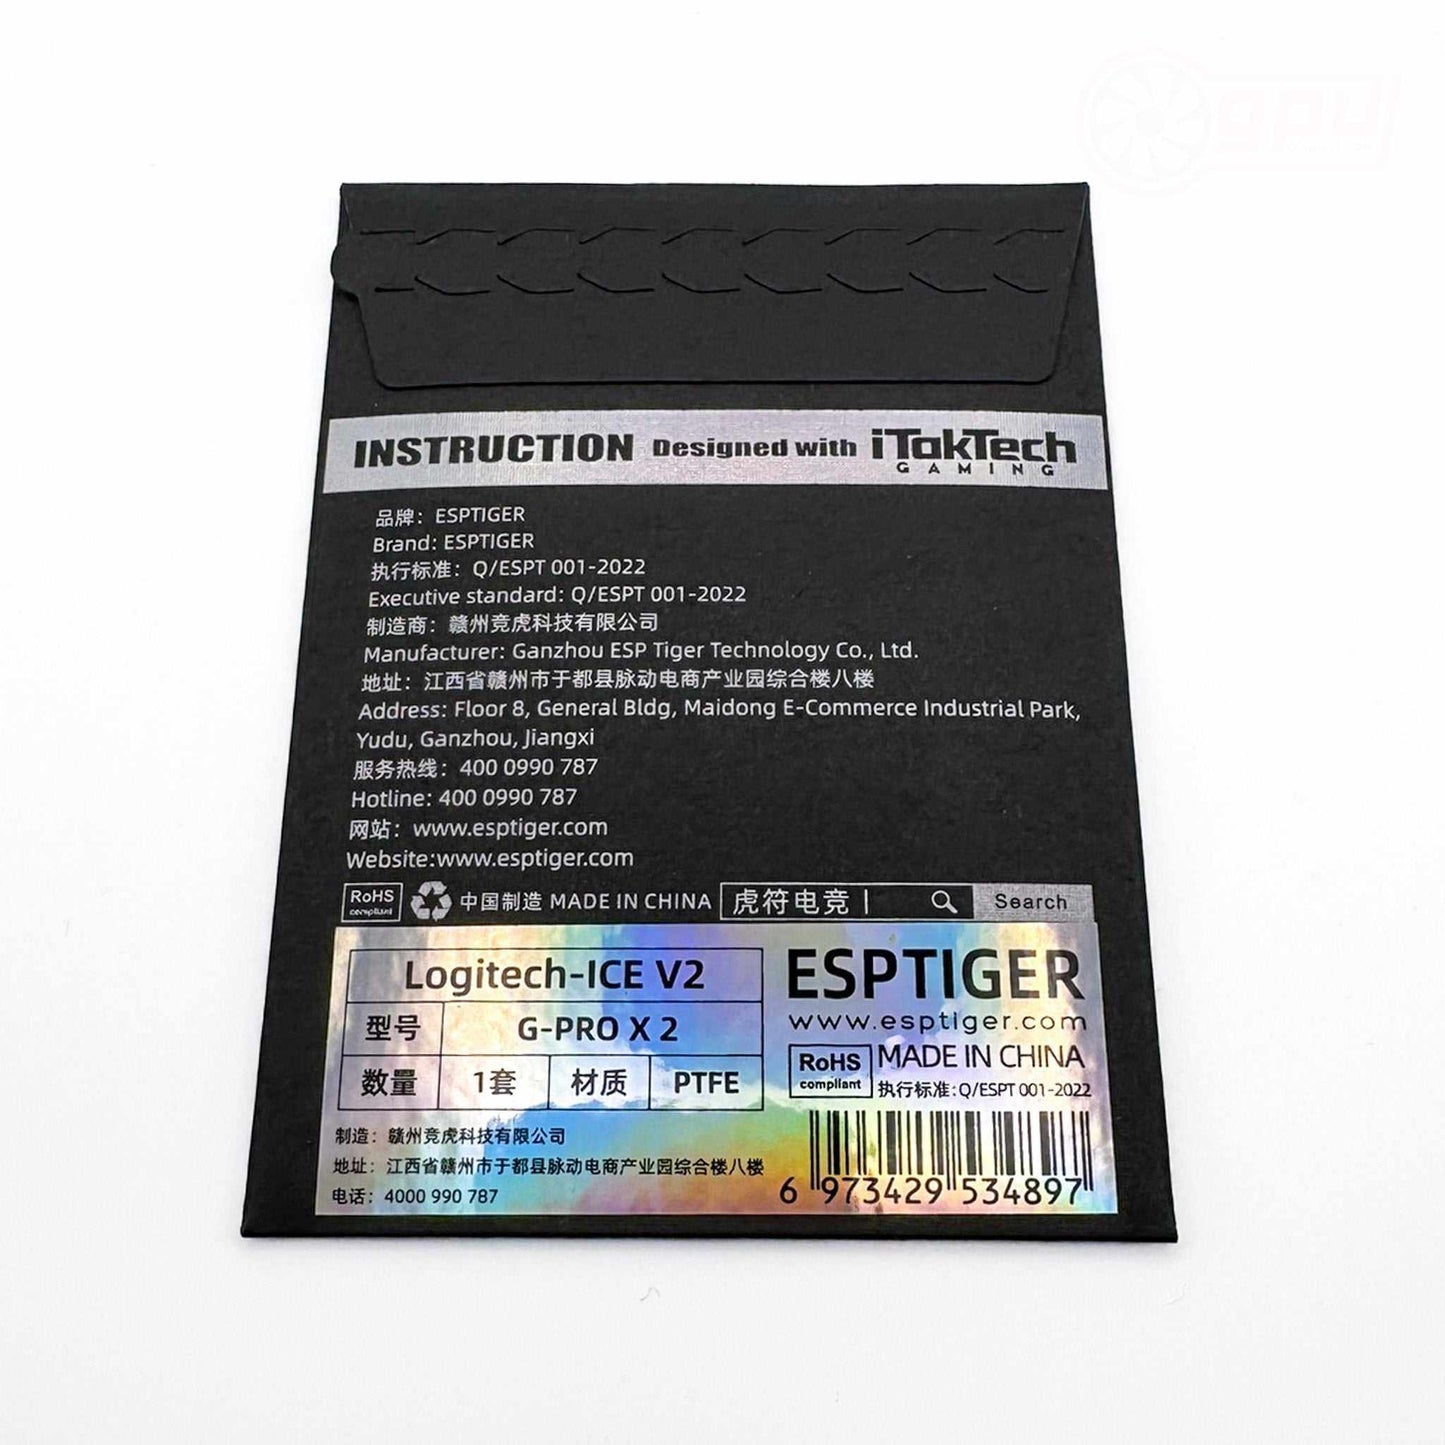 gpu
INSTRUCTION Designed with iTakTech
GAMING
品牌：ESPTIGER
Brand: ESPTIGER
执行标准：Q/ESPT 001-2022
Executive standard: Q/ESPT 001-2022
制造商：赣州竞虎科技有限公司
Manufacturer: Ganzhou ESP Tiger Technology Co., Ltd.
地址：江西省赣州市于都县脉动电商产业园综合楼八楼
Address: Floor 8, General Bldg, Maidong E-Commerce Industrial Park,
Yudu, Ganzhou, Jiangxi
服务热线：400 0990 787
Hotline: 400 0990 787
网站：www.esptiger.com
Website:www.esptiger.com
RoHS compliant 中国制造 MADE IN CHINA 虎符电竞 Search
Logitech-ICE V2
型号 G-PRO X 2
数量 1套 材质 PTFE
制造：赣州竞虎科技有限公司
地址：江西省赣州市于都县脉动电商产业园综合楼八楼
电话：4000 990 787
ESPTIGER
www.esptiger.com
RoHS compliant MADE IN CHINA
执行标准:Q/ESPT 001-2022
6 973429 534897